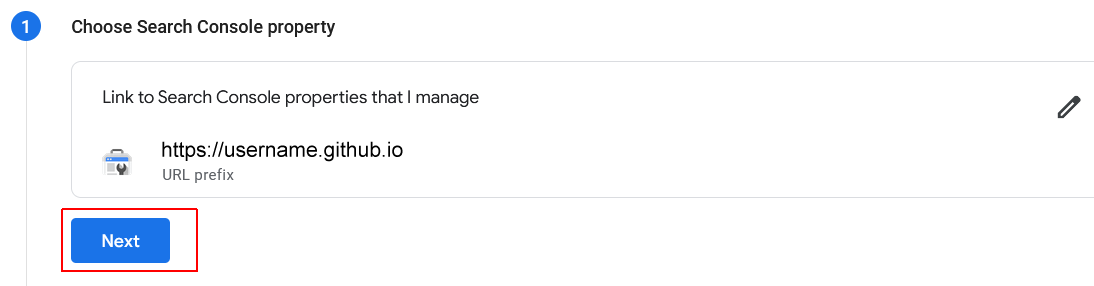 1 Choose Search Console property
Link to Search Console properties that I manage
https://username.github.io
URL prefix
Next